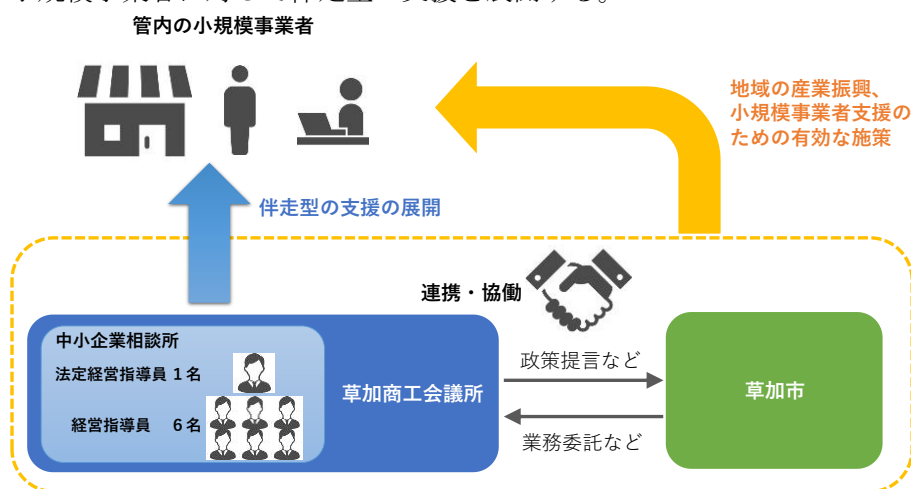 管内の小規模事業者
地域の産業振興、
小規模事業者支援の
ための有効な施策
伴走型の支援の展開
連携・協働
中小企業相談所
法定経営指導員 1 名
経営指導員 6名
草加商工会議所
政策提言など
業務委託など
草加市